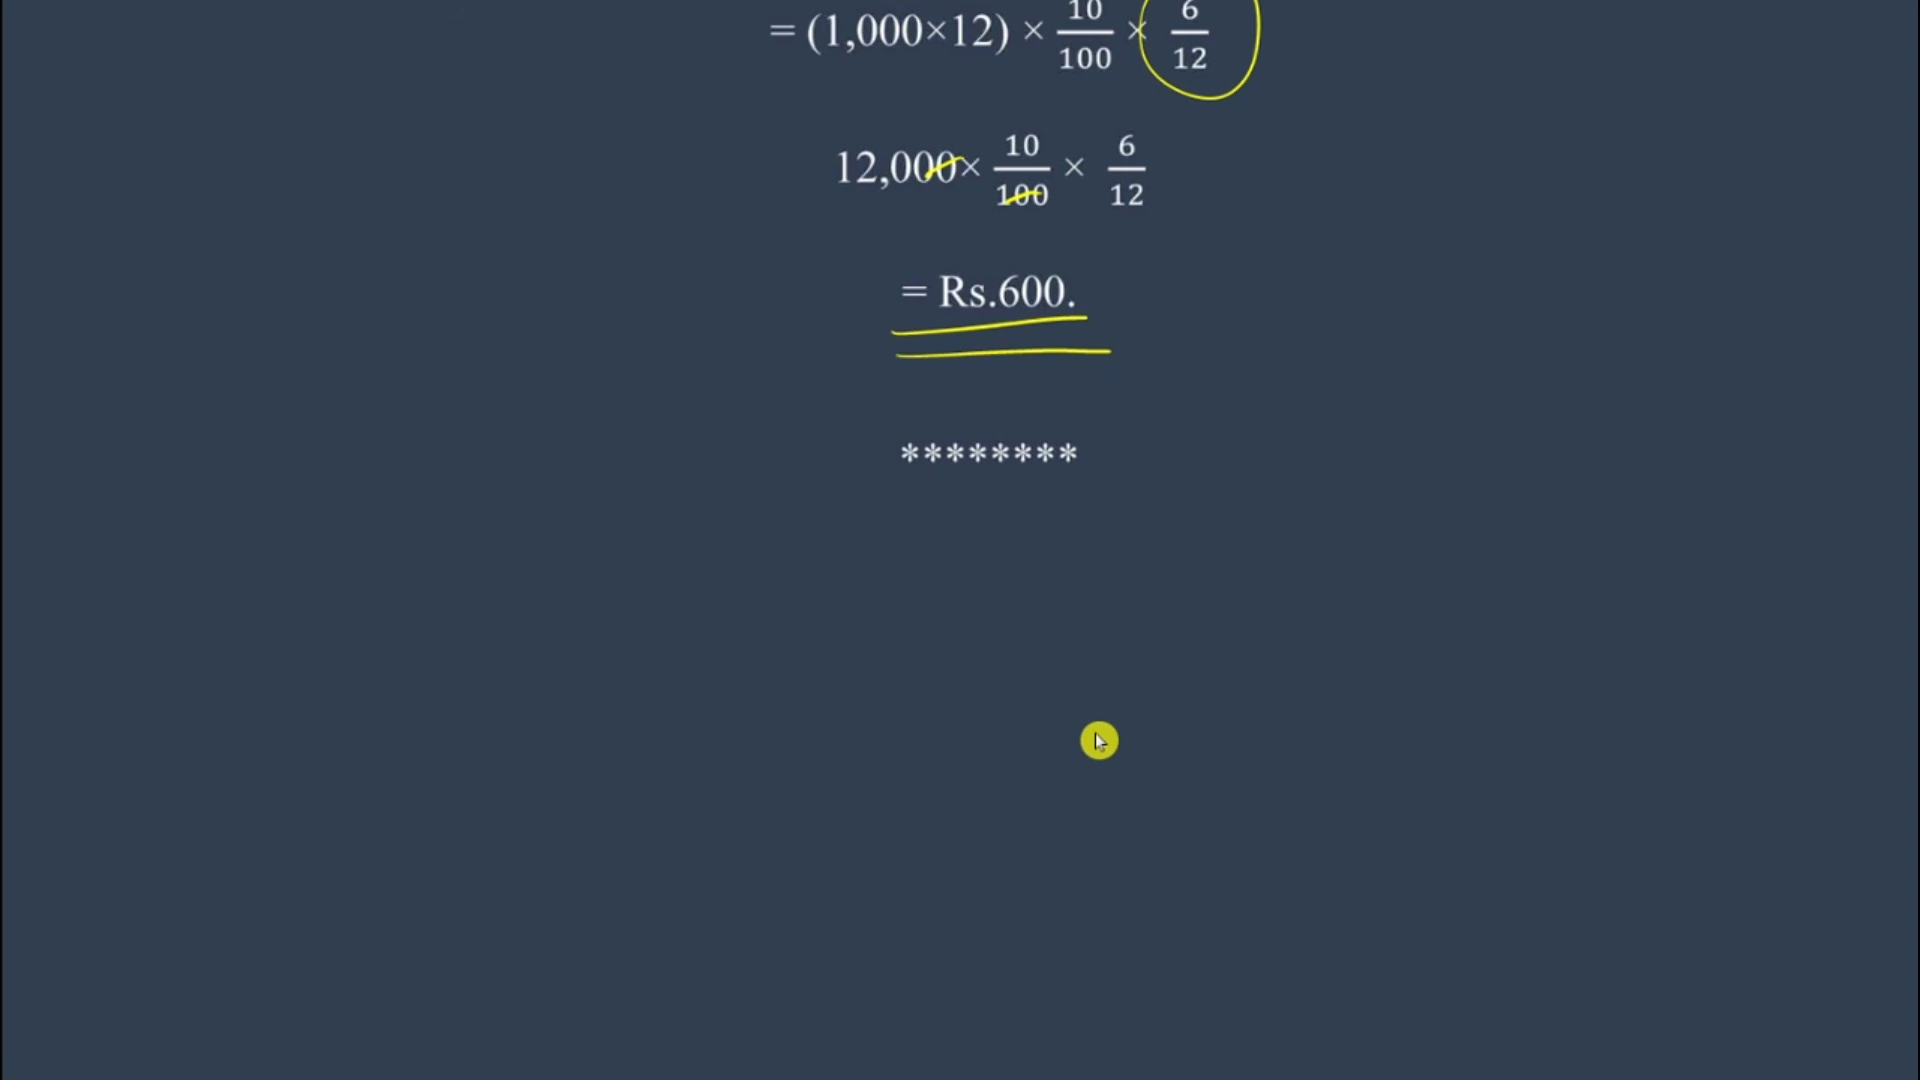 = (1,000×12) × 10/100 × 6/12
12,000× 10/100 × 6/12
= Rs.600.
********